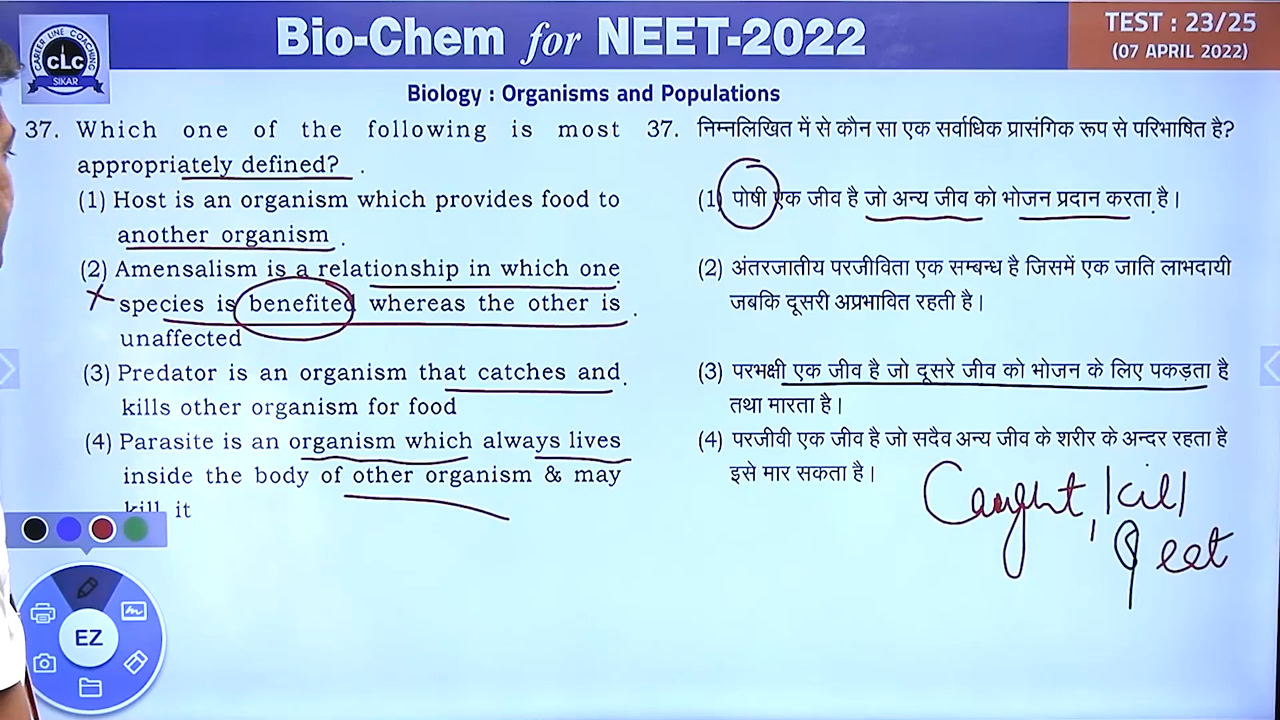 CAREER LINE COACHING
CLC
SIKAR
Bio-Chem for NEET-2022
TEST : 23/25
(07 APRIL 2022)
Biology : Organisms and Populations
37. Which one of the following is most
appropriately defined?
(1) Host is an organism which provides food to
another organism.
(2) Amensalism is a relationship in which one
species is benefited whereas the other is
unaffected
(3) Predator is an organism that catches and
kills other organism for food
(4) Parasite is an organism which always lives
inside the body of other organism & may
kill it
37. निम्नलिखित में से कौन सा एक सर्वाधिक प्रासंगिक रूप से परिभाषित है?
(1) पोषी एक जीव है जो अन्य जीव को भोजन प्रदान करता है।
(2) अंतरजातीय परजीविता एक सम्बन्ध है जिसमें एक जाति लाभदायी
जबकि दूसरी अप्रभावित रहती है।
(3) परभक्षी एक जीव है जो दूसरे जीव को भोजन के लिए पकड़ता है
तथा मारता है।
(4) परजीवी एक जीव है जो सदैव अन्य जीव के शरीर के अन्दर रहता है
इसे मार सकता है।
Caught, kill
EZ